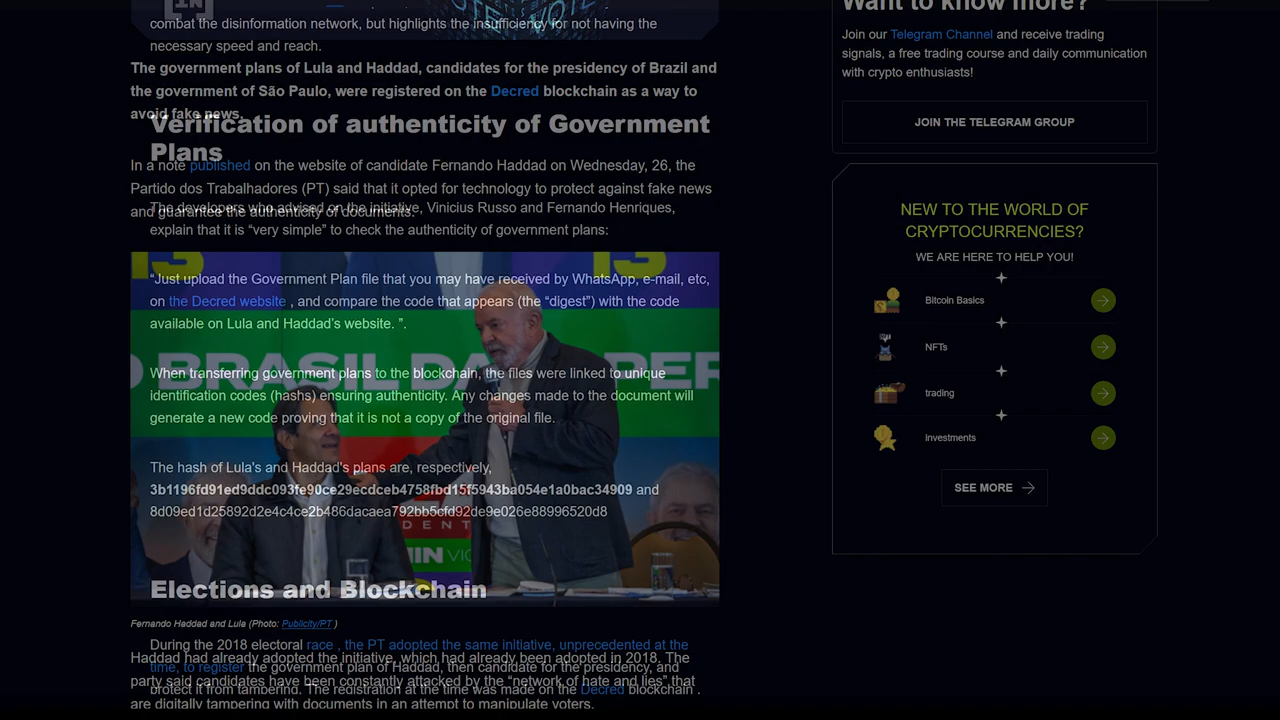 IN
combat the disinformation network, but highlights the insufficiency for not having the
necessary speed and reach.
The government plans of Lula and Haddad, candidates for the presidency of Brazil and
the government of São Paulo, were registered on the Decred blockchain as a way to
avoid fake news.
Verification of authenticity of Government
Plans
In a note published on the website of candidate Fernando Haddad on Wednesday, 26, the
Partido dos Trabalhadores (PT) said that it opted for technology to protect against fake news
and guarantee the authenticity of documents.
The developers who advised on the initiative, Vinicius Russo and Fernando Henriques,
explain that it is “very simple” to check the authenticity of government plans:
13
13
“Just upload the Government Plan file that you may have received by WhatsApp, e-mail, etc,
on the Decred website , and compare the code that appears (the “digest”) with the code
available on Lula and Haddad’s website. ”.
BRASIL DA PER
When transferring government plans to the blockchain, the files were linked to unique
identification codes (hashs) ensuring authenticity. Any changes made to the document will
generate a new code proving that it is not a copy of the original file.
The hash of Lula's and Haddad's plans are, respectively,
3b1196fd91ed9ddc093fe90ce29ecdceb4758fbd15f5943ba054e1a0bac34909 and
8d09ed1d25892d2e4c4ce2b486dacaea792bb5cfd92de9e026e88996520d8
DENT
MIN VIC
Elections and Blockchain
Fernando Haddad and Lula (Photo: Publicity/PT )
During the 2018 electoral race , the PT adopted the same initiative, unprecedented at the
time, to register the government plan of Haddad, then candidate for the presidency, and
protect it from tampering. The registration at the time was made on the Decred blockchain .
Haddad had already adopted the initiative, which had already been adopted in 2018. The
party said candidates have been constantly attacked by the “network of hate and lies” that
are digitally tampering with documents in an attempt to manipulate voters.
Want to know more?
Join our Telegram Channel and receive trading
signals, a free trading course and daily communication
with crypto enthusiasts!
JOIN THE TELEGRAM GROUP
NEW TO THE WORLD OF
CRYPTOCURRENCIES?
WE ARE HERE TO HELP YOU!
Bitcoin Basics
NFTs
trading
Investments
SEE MORE